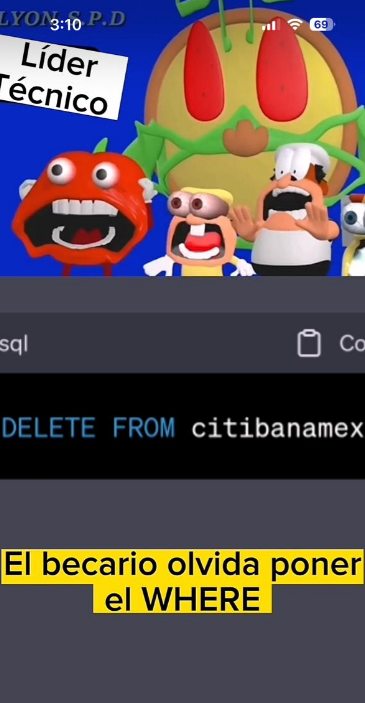 LYON S.P.D
3:10
69
Líder
Técnico
sql
Co
DELETE FROM citibanamex
El becario olvida poner
el WHERE